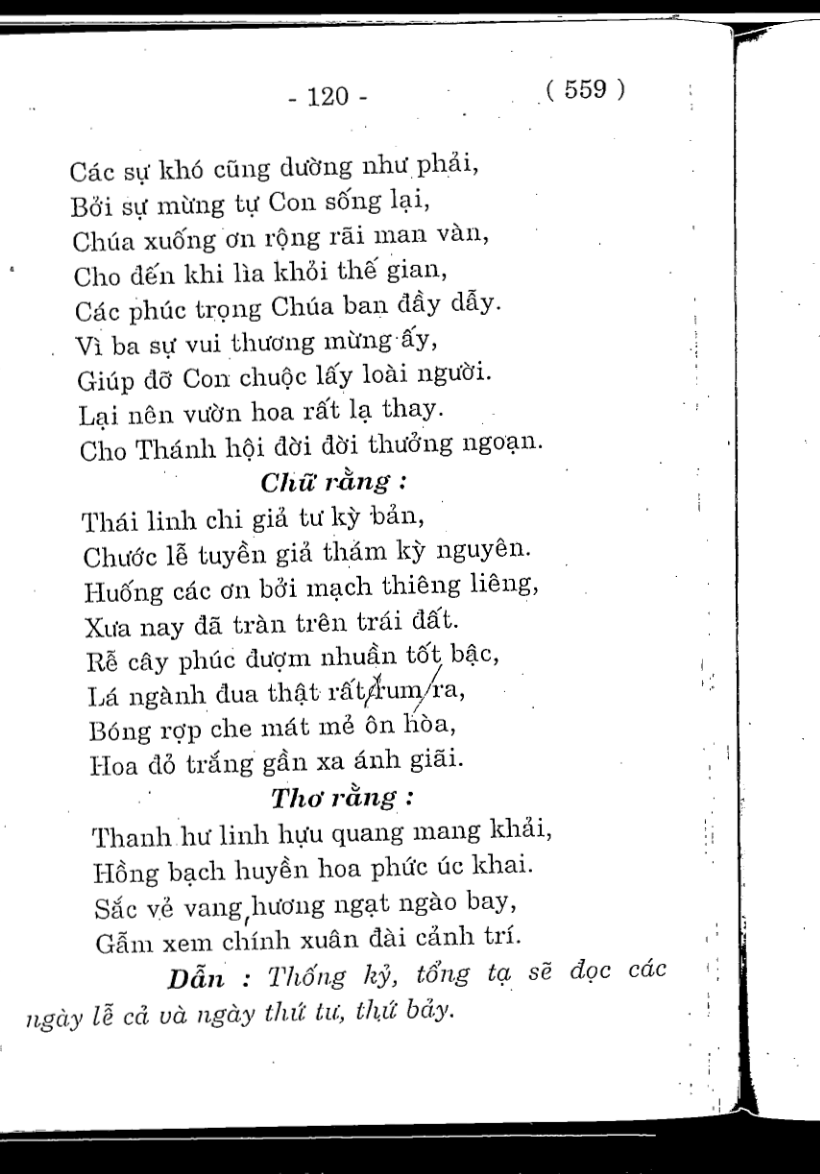 - 120 - ( 559 )
Các sự khó cũng dường như phải,
Bởi sự mừng tự Con sống lại,
Chúa xuống ơn rộng rãi man vàn,
Cho đến khi lìa khỏi thế gian,
Các phúc trọng Chúa ban đầy dẫy.
Vì ba sự vui thương mừng ấy,
Giúp đỡ Con chuộc lấy loài người.
Lại nên vườn hoa rất lạ thay.
Cho Thánh hội đời đời thưởng ngoạn.
Chữ rằng :
Thái linh chi giả tư kỳ bản,
Chước lễ tuyền giả thám kỳ nguyên.
Huống các ơn bởi mạch thiêng liêng,
Xưa nay đã tràn trên trái đất.
Rễ cây phúc đượm nhuần tốt bậc,
Lá ngành đua thật rất rum ra,
Bóng rợp che mát mẻ ôn hòa,
Hoa đỏ trắng gần xa ánh giãi.
Thơ rằng :
Thanh hư linh hựu quang mang khải,
Hồng bạch huyền hoa phức úc khai.
Sắc vẻ vang, hương ngạt ngào bay,
Gẫm xem chính xuân đài cảnh trí.
Dẫn : Thống kỷ, tổng tạ sẽ đọc các
ngày lễ cả và ngày thứ tư, thứ bảy.